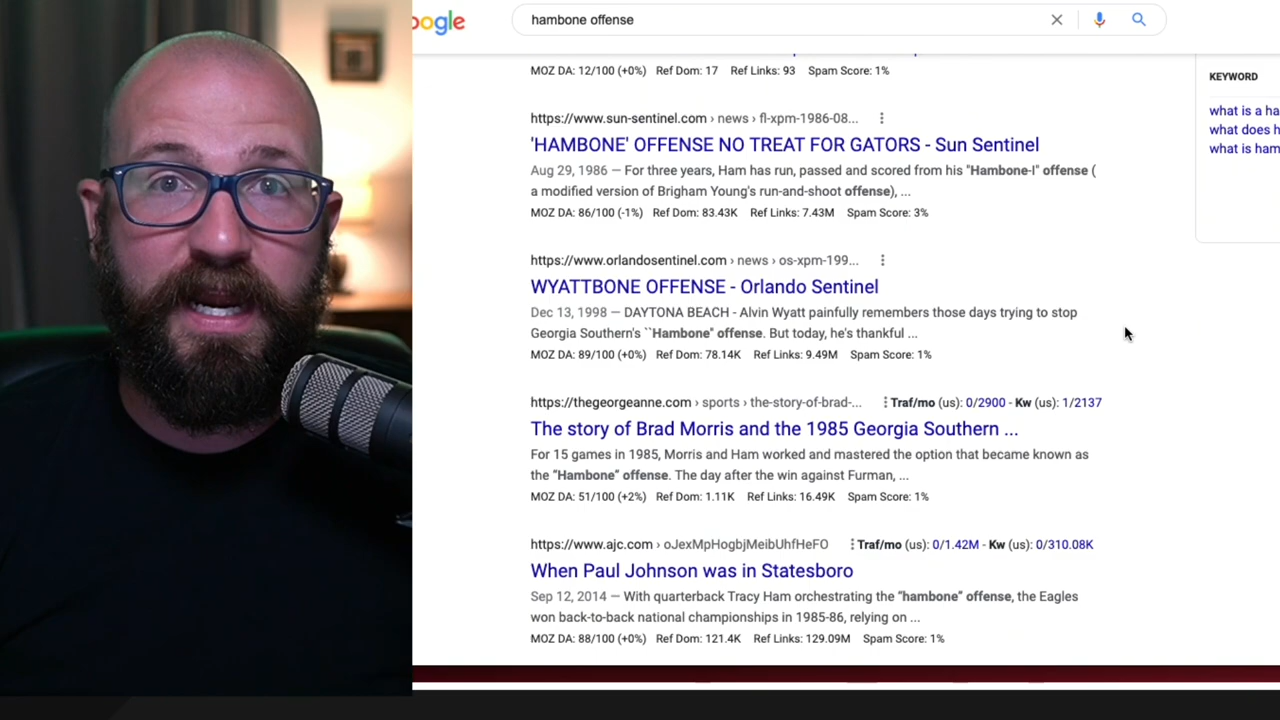 oogle
hambone offense
MOZ DA: 12/100 (+0%) Ref Dom: 17 Ref Links: 93 Spam Score: 1%
https://www.sun-sentinel.com › news › fl-xpm-1986-08...
'HAMBONE' OFFENSE NO TREAT FOR GATORS - Sun Sentinel
Aug 29, 1986 — For three years, Ham has run, passed and scored from his "Hambone-I" offense (
a modified version of Brigham Young's run-and-shoot offense), ...
MOZ DA: 86/100 (-1%) Ref Dom: 83.43K Ref Links: 7.43M Spam Score: 3%
https://www.orlandosentinel.com › news › os-xpm-199...
WYATTBONE OFFENSE - Orlando Sentinel
Dec 13, 1998 — DAYTONA BEACH - Alvin Wyatt painfully remembers those days trying to stop
Georgia Southern's ``Hambone'' offense. But today, he's thankful ...
MOZ DA: 89/100 (+0%) Ref Dom: 78.14K Ref Links: 9.49M Spam Score: 1%
https://thegeorgeanne.com › sports › the-story-of-brad-... Traf/mo (us): 0/2900 - Kw (us): 1/2137
The story of Brad Morris and the 1985 Georgia Southern ...
For 15 games in 1985, Morris and Ham worked and mastered the option that became known as
the “Hambone” offense. The day after the win against Furman, ...
MOZ DA: 51/100 (+2%) Ref Dom: 1.11K Ref Links: 16.49K Spam Score: 1%
https://www.ajc.com › oJexMpHogbjMeibUhfHeFO Traf/mo (us): 0/1.42M - Kw (us): 0/310.08K
When Paul Johnson was in Statesboro
Sep 12, 2014 — With quarterback Tracy Ham orchestrating the “hambone” offense, the Eagles
won back-to-back national championships in 1985-86, relying on ...
MOZ DA: 88/100 (+0%) Ref Dom: 121.4K Ref Links: 129.09M Spam Score: 1%
KEYWORD
what is a ha
what does h
what is ham